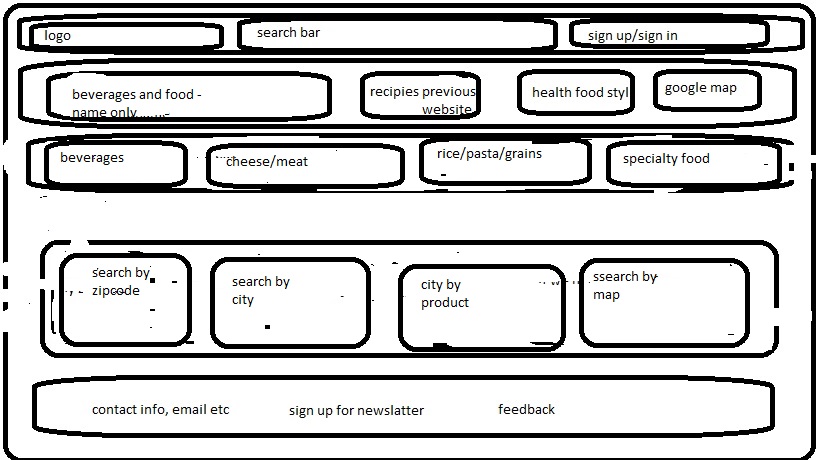 logo
search bar
sign up/sign in
beverages and food -
name only......-
recipies previous
website
health food styl
google map
beverages
cheese/meat
rice/pasta/grains
specialty food
search by
zipcode
search by
city
city by
product
ssearch by
map
contact info, email etc
sign up for newslatter
feedback